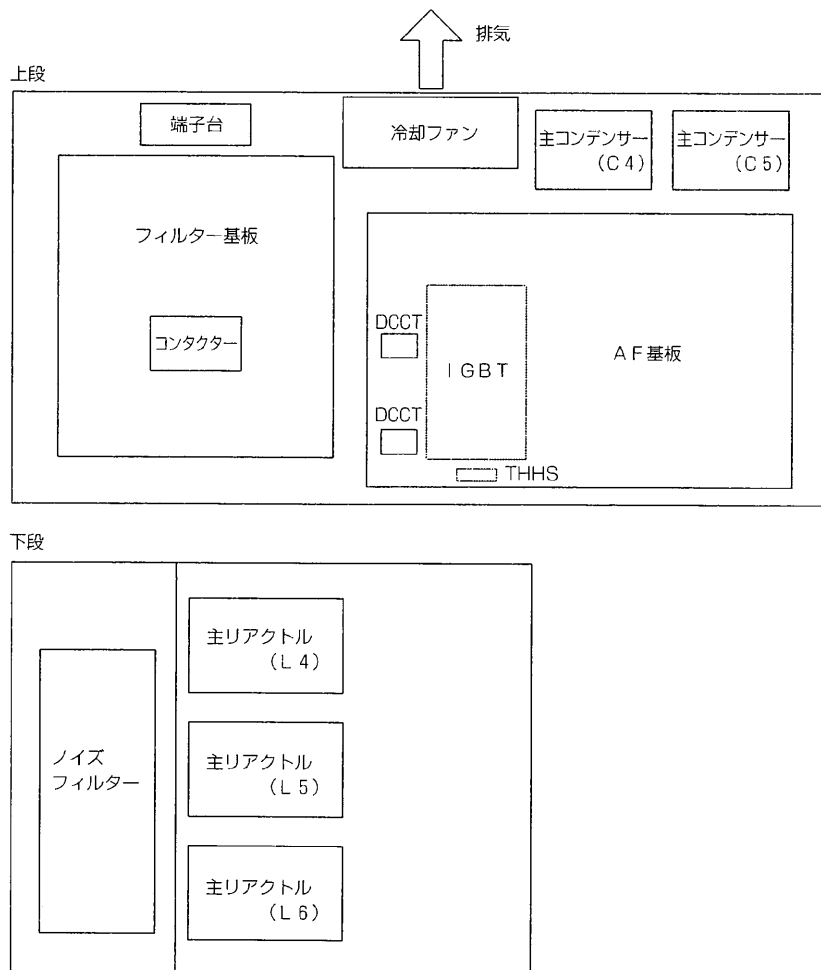 排気
上段
端子台
冷却ファン
主コンデンサー
(C4)
主コンデンサー
(C5)
フィルター基板
コンタクター
DCCT
DCCT
IGBT
AF基板
THHS
下段
ノイズ
フィルター
主リアクトル
(L4)
主リアクトル
(L5)
主リアクトル
(L6)